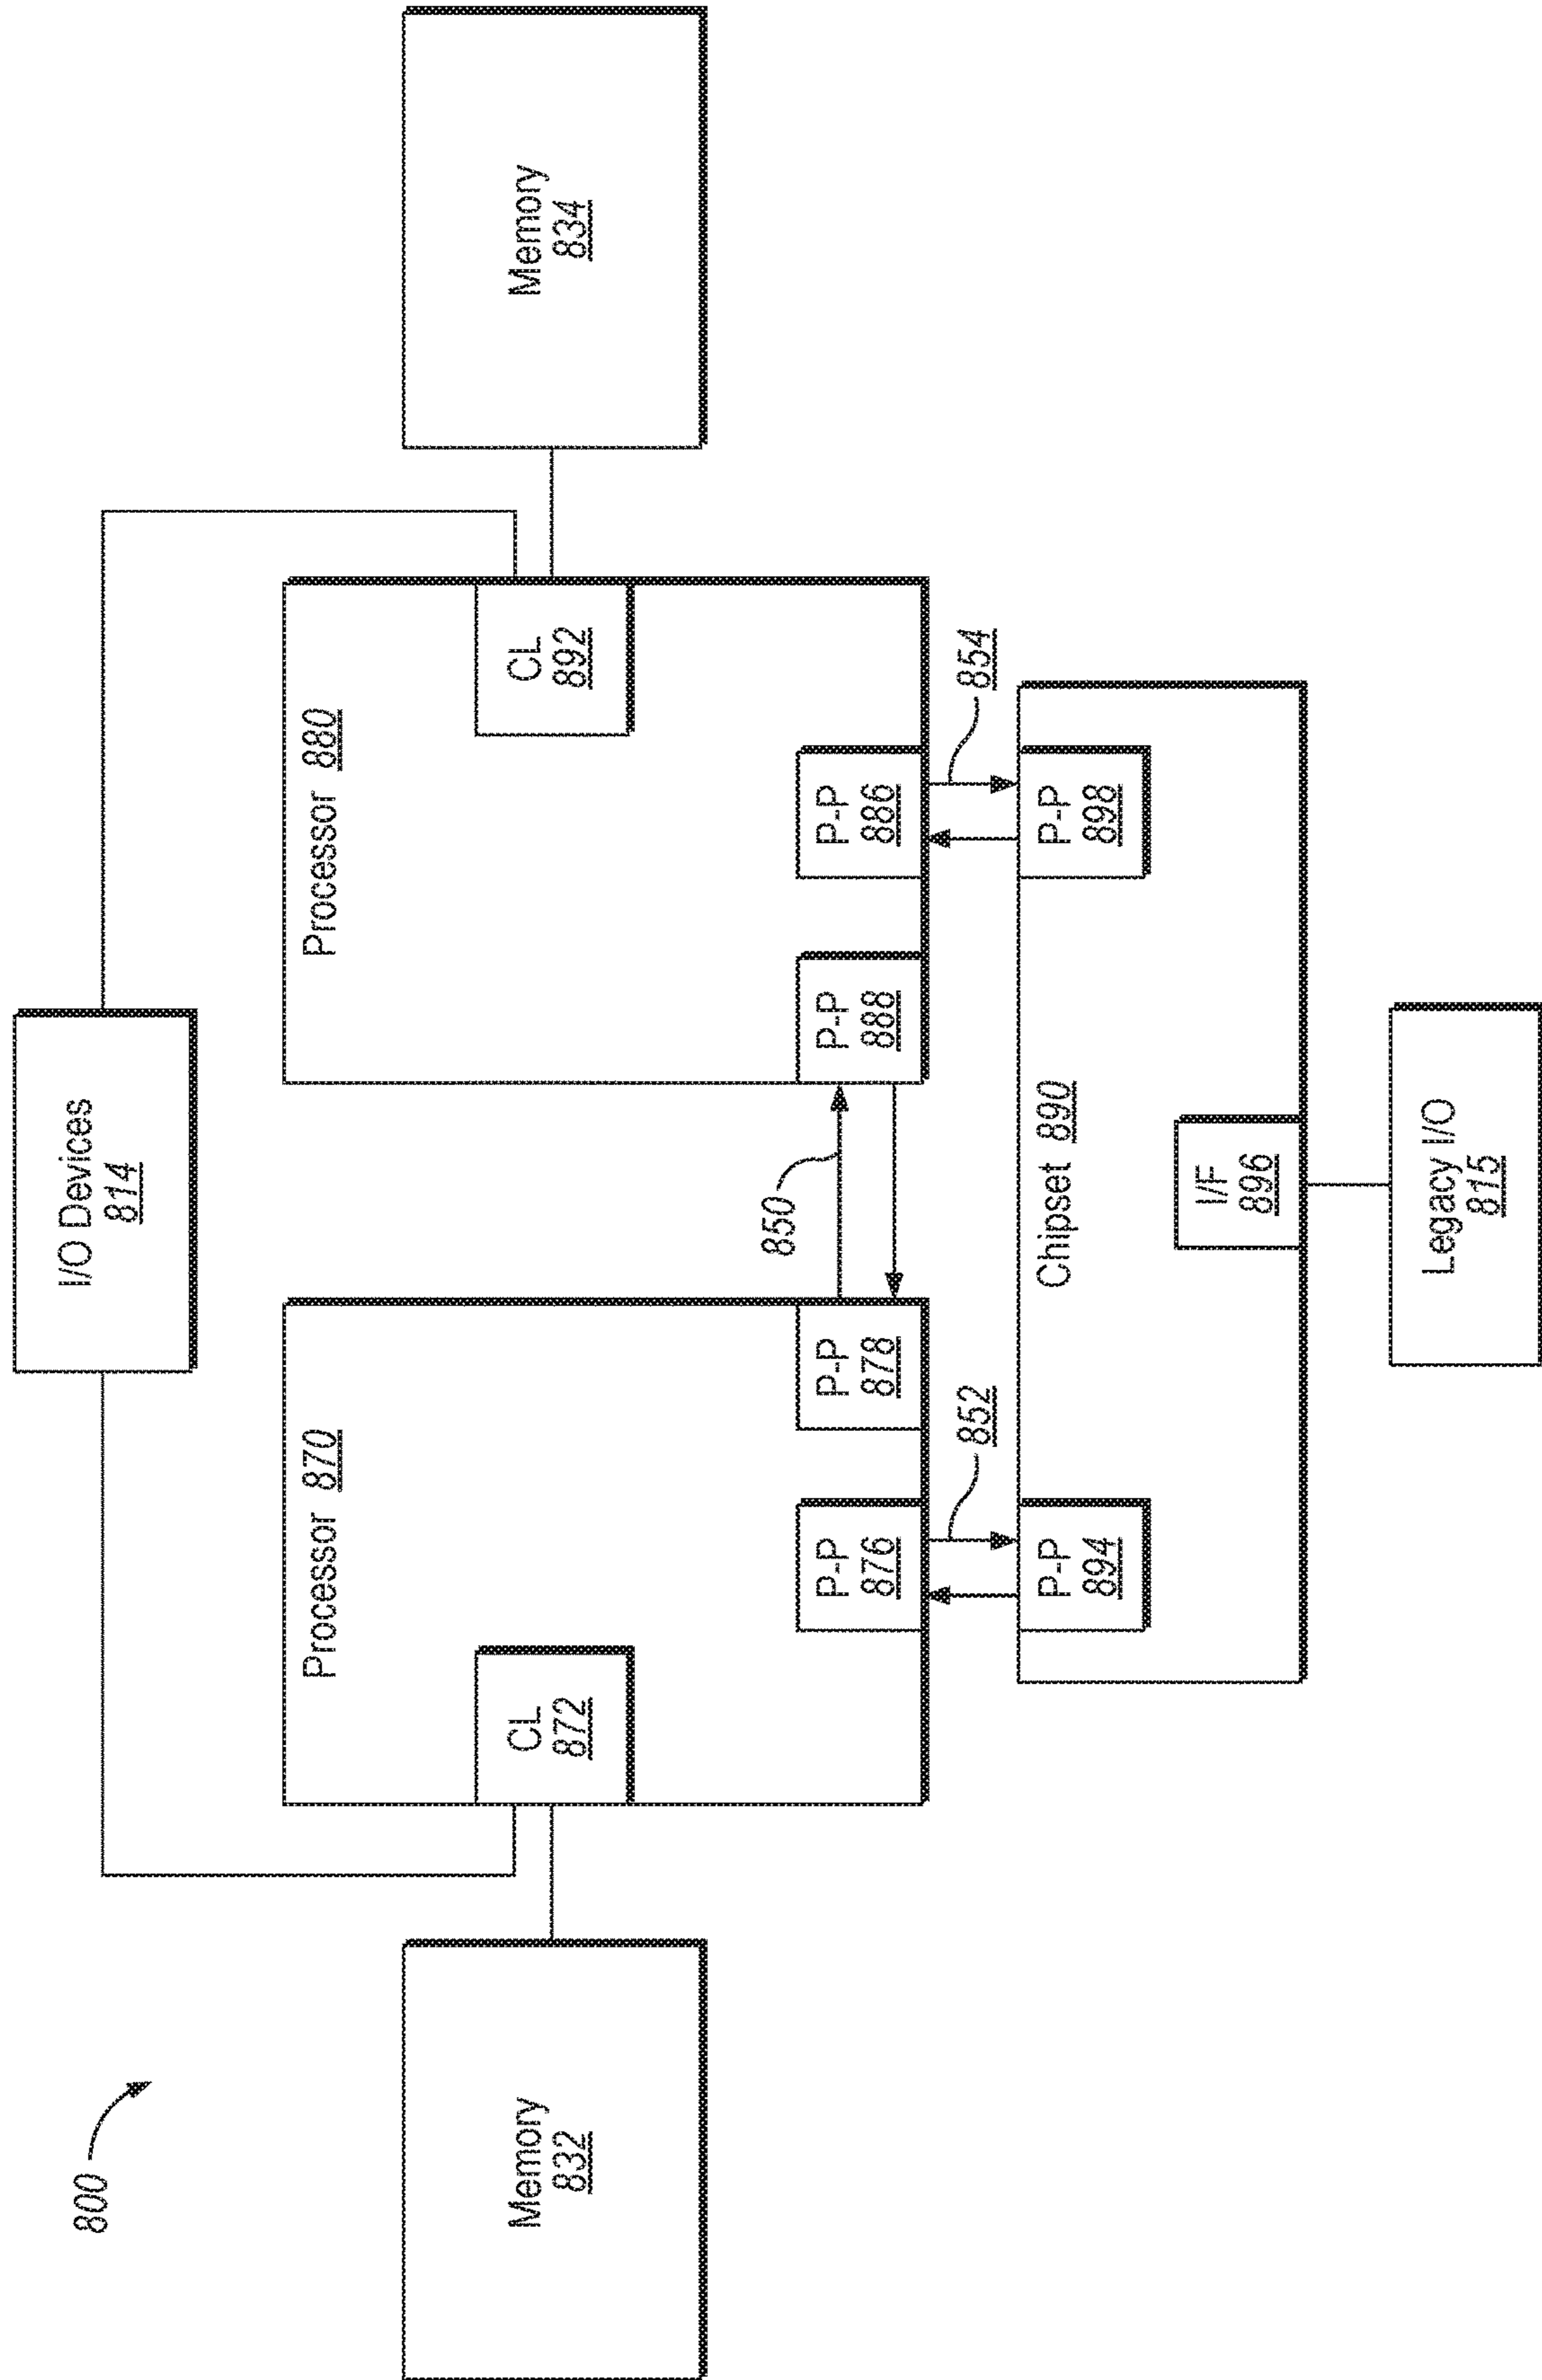 800
I/O Devices
814
Memory
832
Processor 870
CL
872
P-P
876
P-P
878
850
Processor 880
CL
892
P-P
888
P-P
886
Memory
834
852
854
P-P
894
Chipset 890
P-P
898
I/F
896
Legacy I/O
815